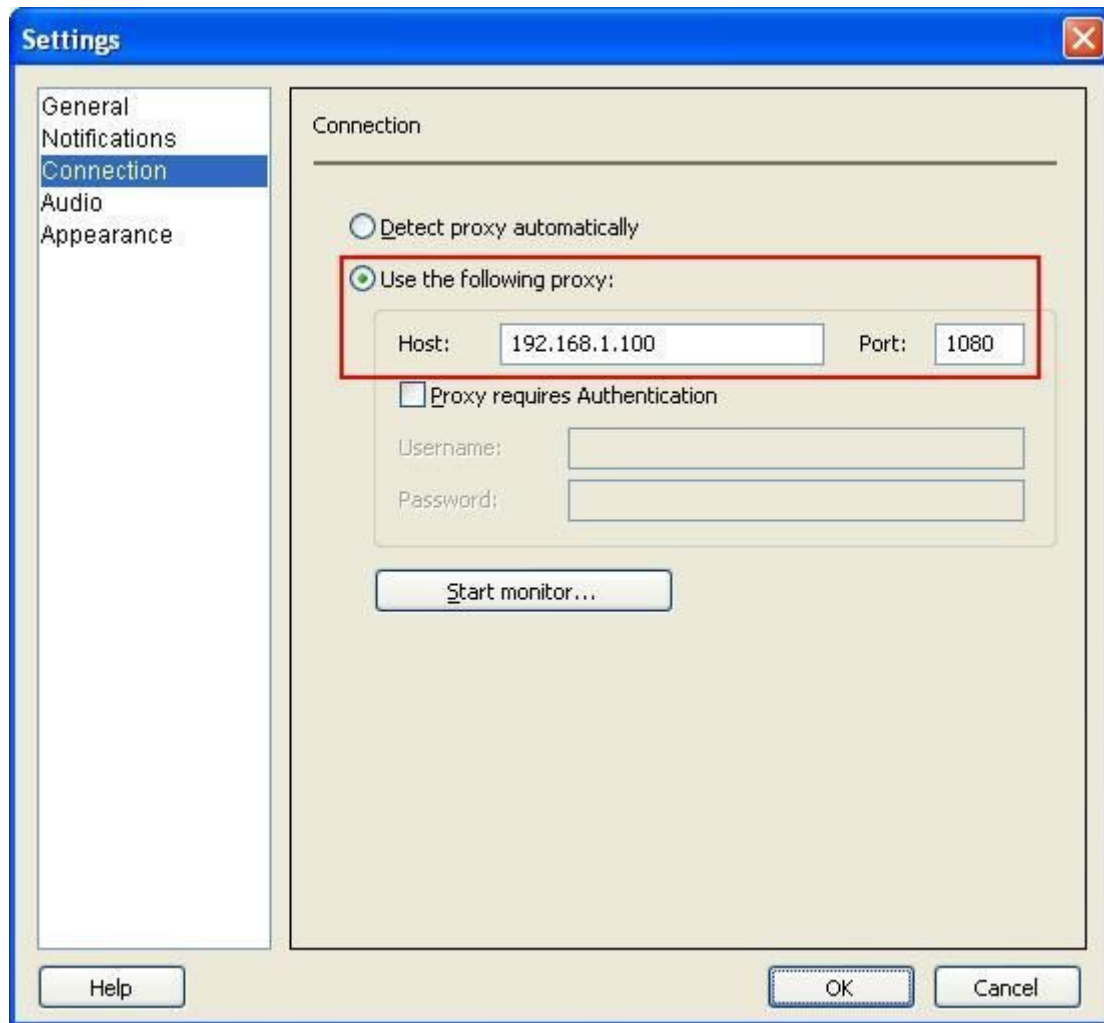 Settings
General
Notifications
Connection
Audio
Appearance
Connection
Detect proxy automatically
Use the following proxy:
Host: 192.168.1.100 Port: 1080
Proxy requires Authentication
Username:
Password:
Start monitor...
Help OK Cancel